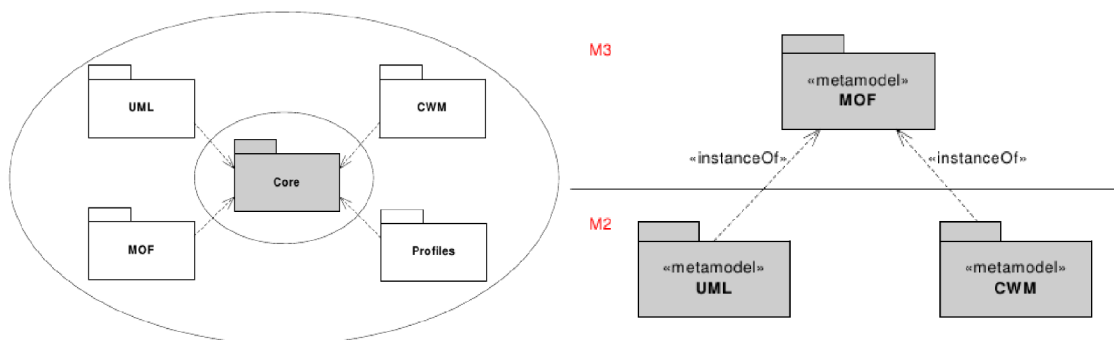 UML
CWM
Core
MOF
Profiles
M3
«metamodel»
MOF
«instanceOf»
«instanceOf»
M2
«metamodel»
UML
«metamodel»
CWM